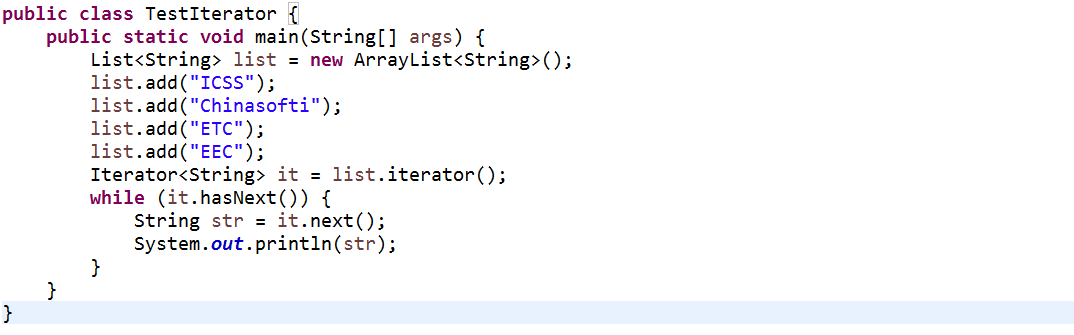 public class TestIterator {
    public static void main(String[] args) {
        List<String> list = new ArrayList<String>();
        list.add("ICSS");
        list.add("Chinasofti");
        list.add("ETC");
        list.add("EEC");
        Iterator<String> it = list.iterator();
        while (it.hasNext()) {
            String str = it.next();
            System.out.println(str);
        }
    }
}